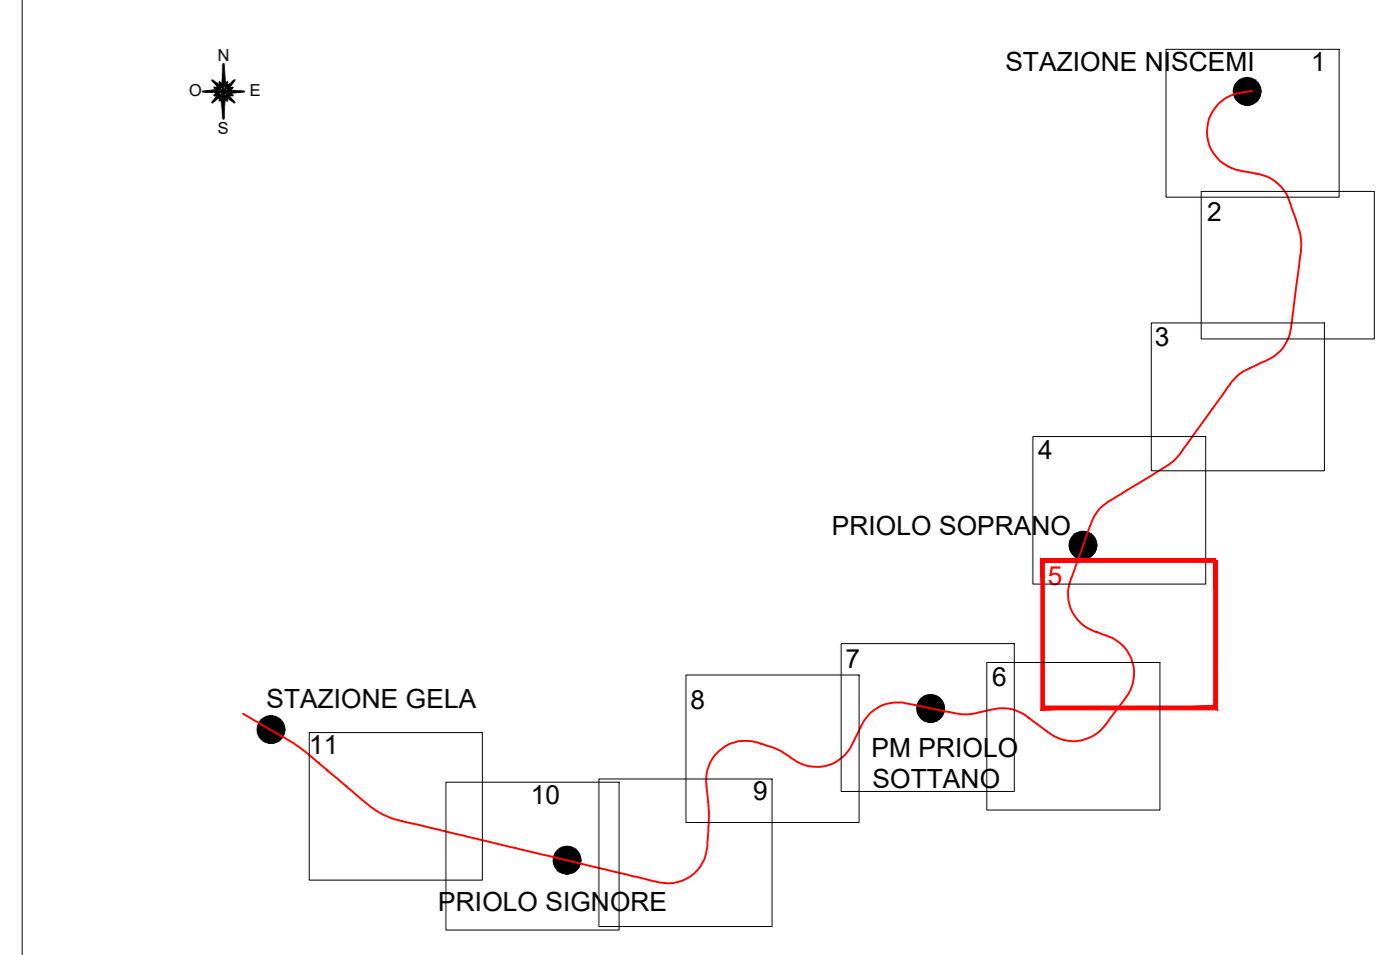 N
O E
S
STAZIONE NISCEMI 1
2
3
4
PRIOLO SOPRANO
5
7
6
8
STAZIONE GELA
11
PM PRIOLO
SOTTANO
10
9
PRIOLO SIGNORE